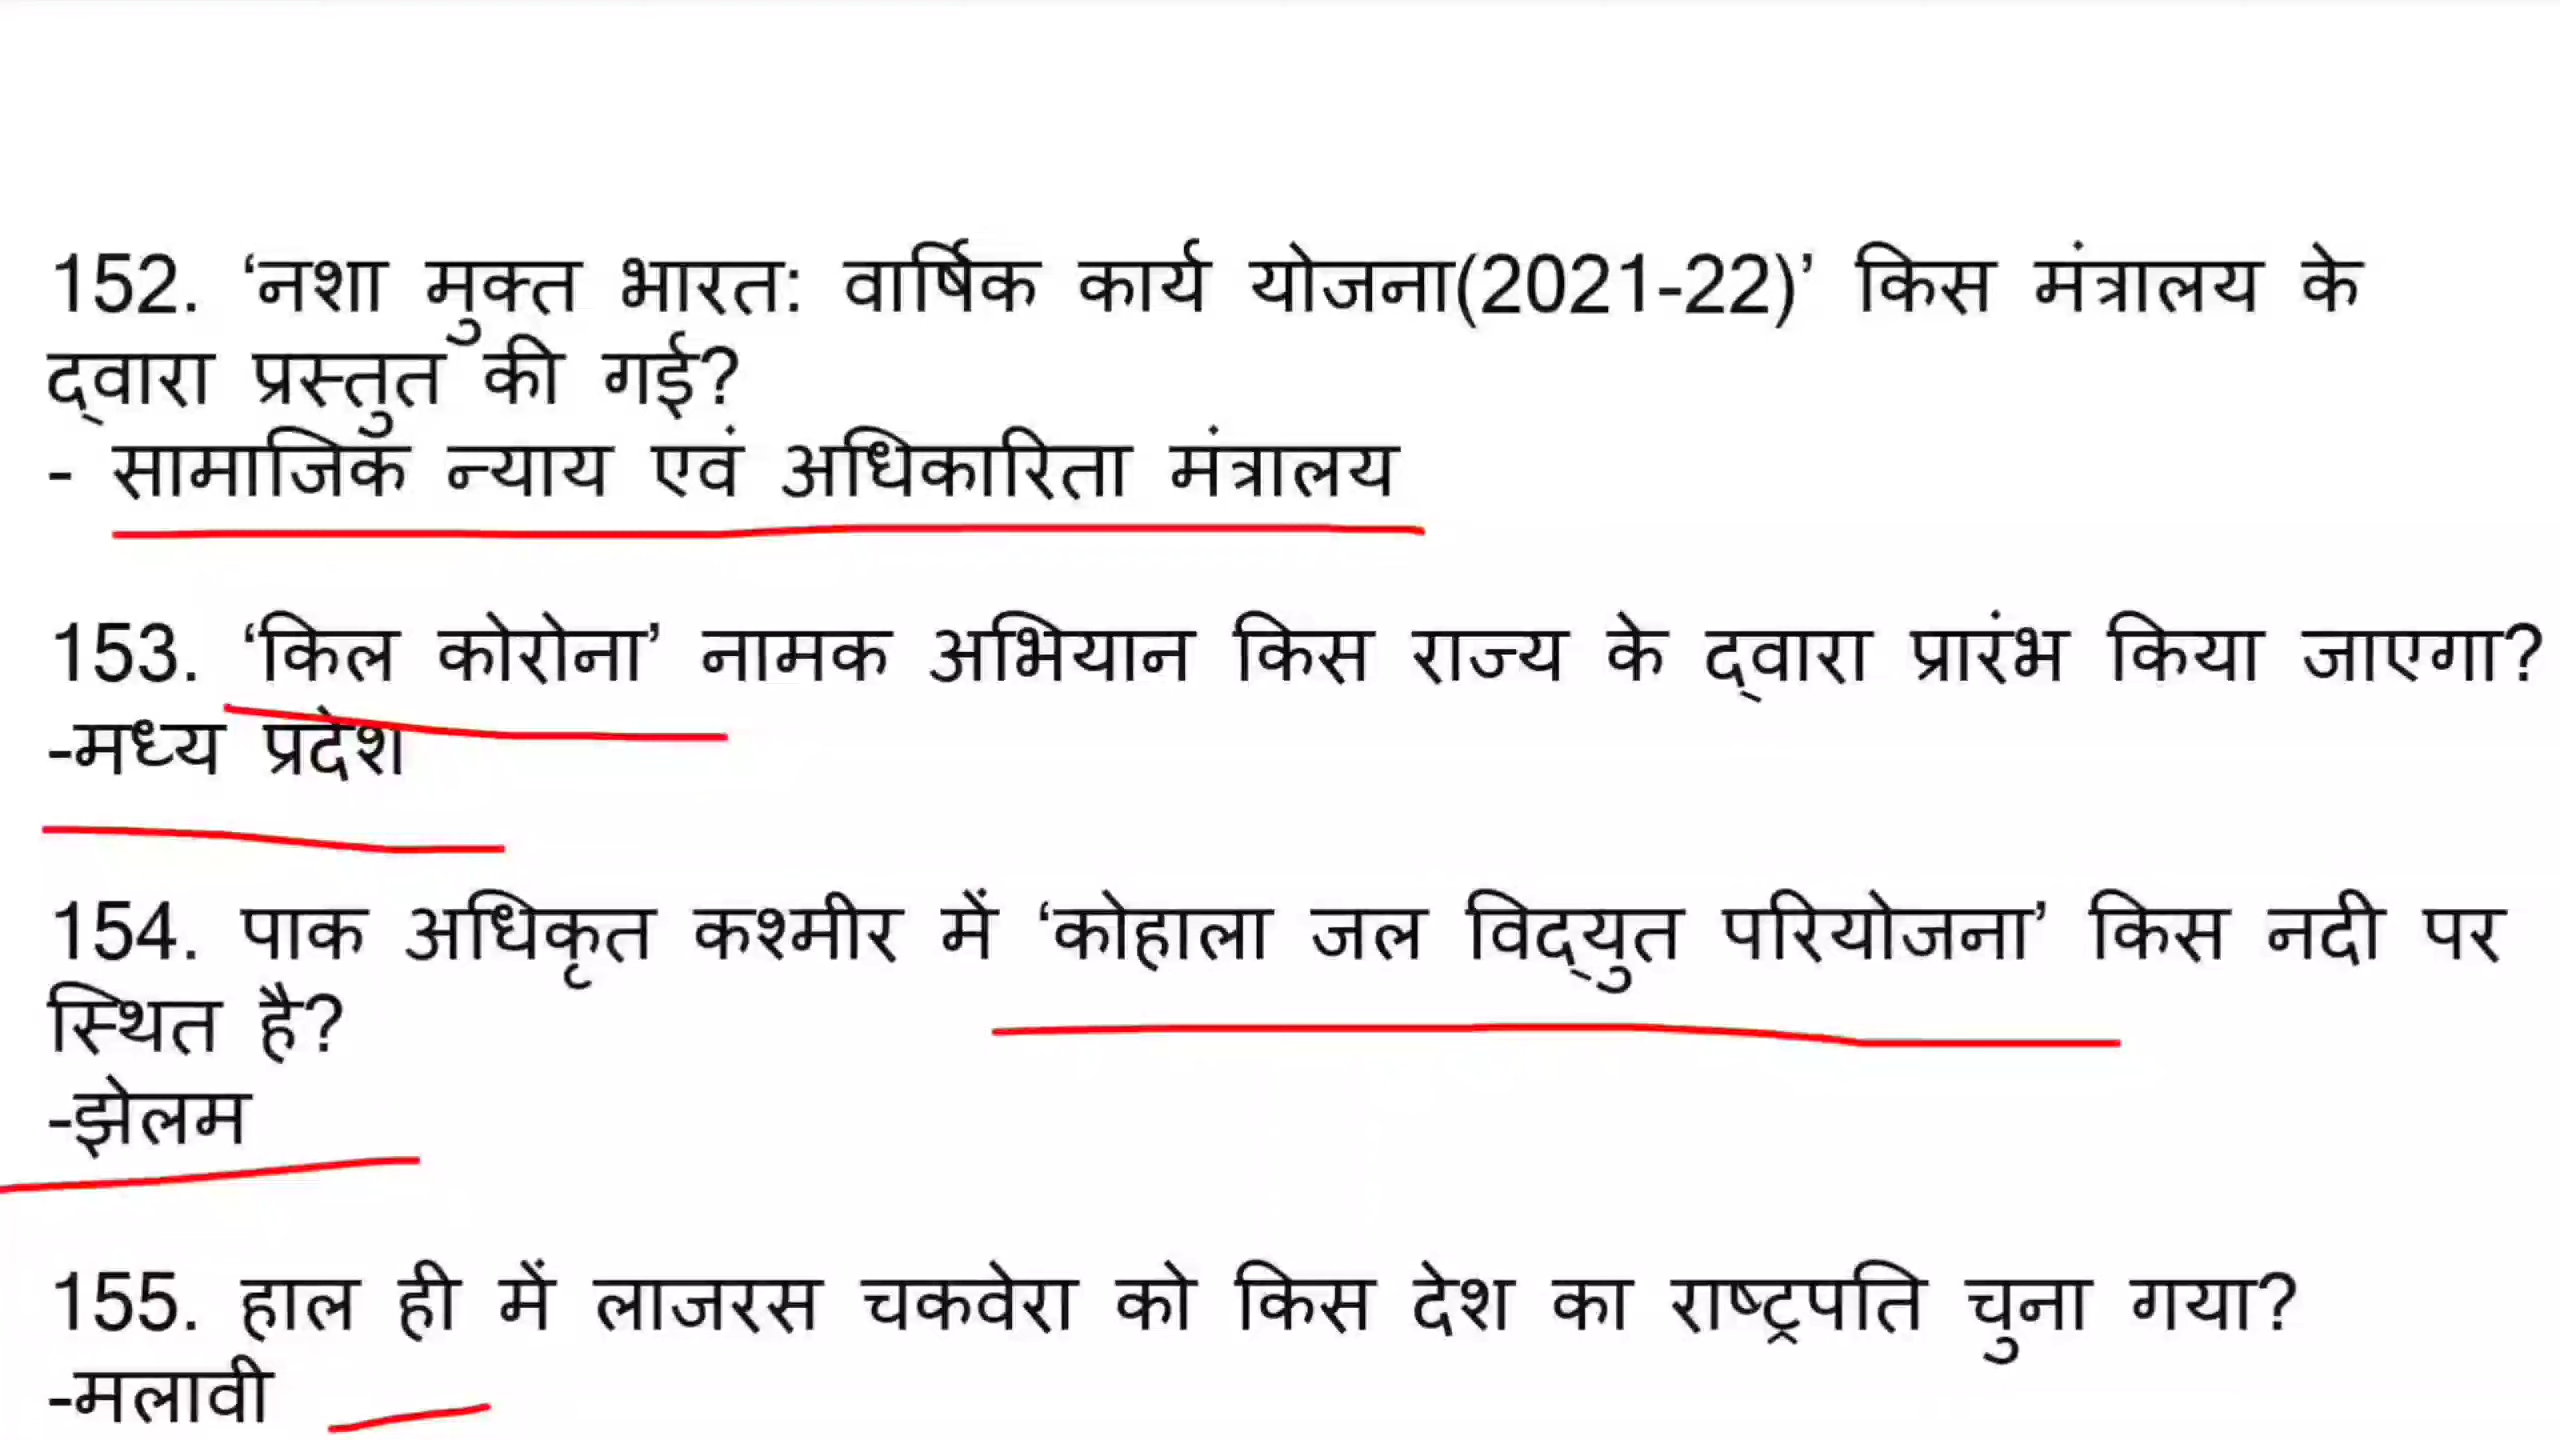 152. ‘नशा मुक्त भारत: वार्षिक कार्य योजना(2021-22)’ किस मंत्रालय के
द्वारा प्रस्तुत की गई?
- सामाजिक न्याय एवं अधिकारिता मंत्रालय
153. ‘किल कोरोना’ नामक अभियान किस राज्य के द्वारा प्रारंभ किया जाएगा?
-मध्य प्रदेश
154. पाक अधिकृत कश्मीर में ‘कोहाला जल विद्युत परियोजना’ किस नदी पर
स्थित है?
-झेलम
155. हाल ही में लाजरस चकवेरा को किस देश का राष्ट्रपति चुना गया?
-मलावी